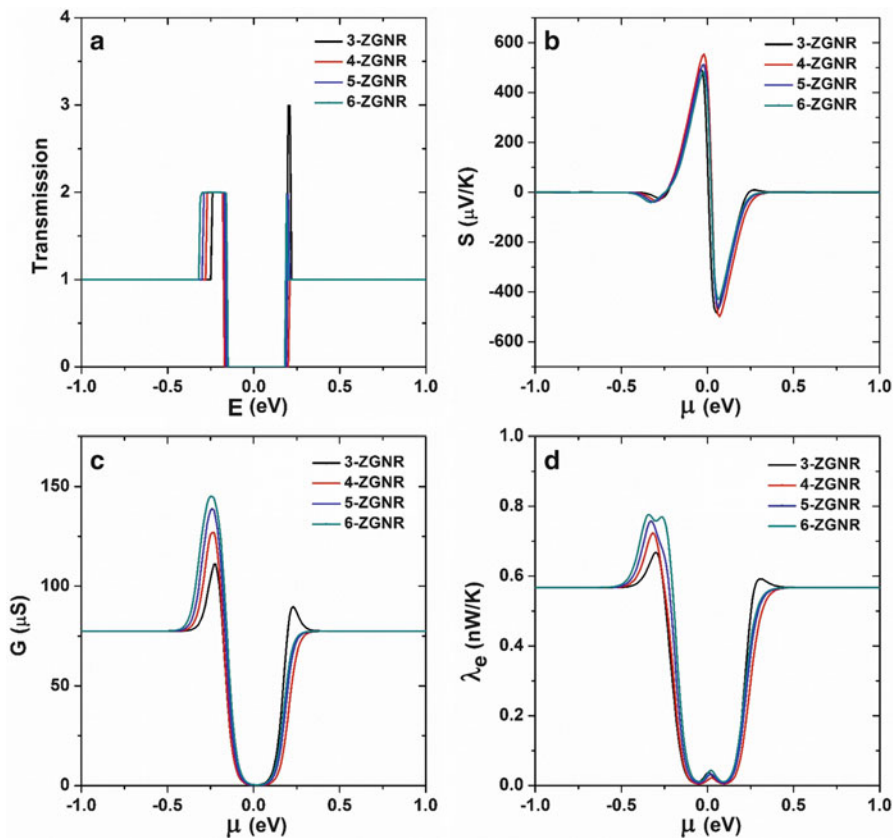 a
3-ZGNR
4-ZGNR
5-ZGNR
6-ZGNR
Transmission
4
3
2
1
0
-1.0 -0.5 0.0 0.5 1.0
E (eV)
b
3-ZGNR
4-ZGNR
5-ZGNR
6-ZGNR
S (μV/K)
600
400
200
0
-200
-400
-600
-1.0 -0.5 0.0 0.5 1.0
μ (eV)
c
3-ZGNR
4-ZGNR
5-ZGNR
6-ZGNR
G (μS)
150
100
50
0
-1.0 -0.5 0.0 0.5 1.0
μ (eV)
d
3-ZGNR
4-ZGNR
5-ZGNR
6-ZGNR
λe (nW/K)
1.0
0.8
0.6
0.4
0.2
0.0
-1.0 -0.5 0.0 0.5 1.0
μ (eV)